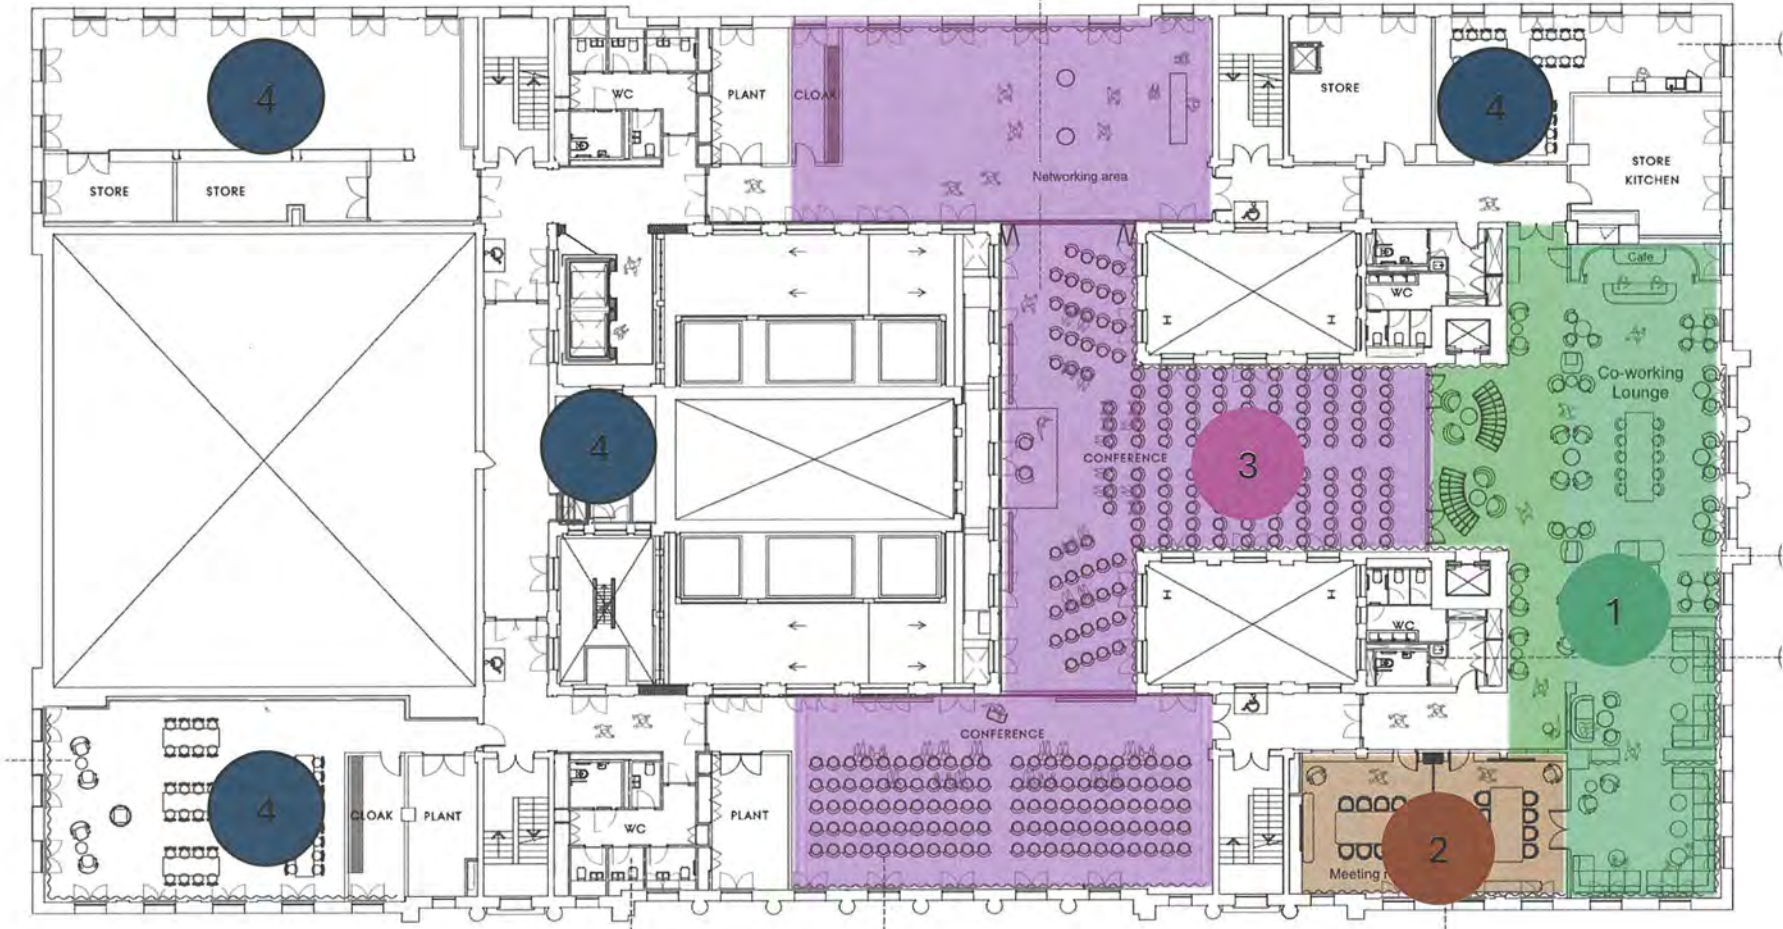 4
WC
PLANT
CLOAK
STORE
4
STORE
STORE
Networking area
STORE
KITCHEN
Cafe
WC
Co-working
Lounge
4
CONFERENCE
3
1
WC
CONFERENCE
4
CLOAK
PLANT
WC
PLANT
2
Meeting